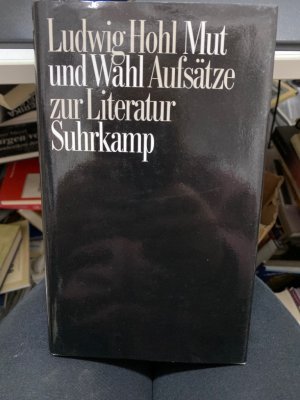 Ludwig Hohl Mut
und Wahl Aufsätze
zur Literatur
Suhrkamp